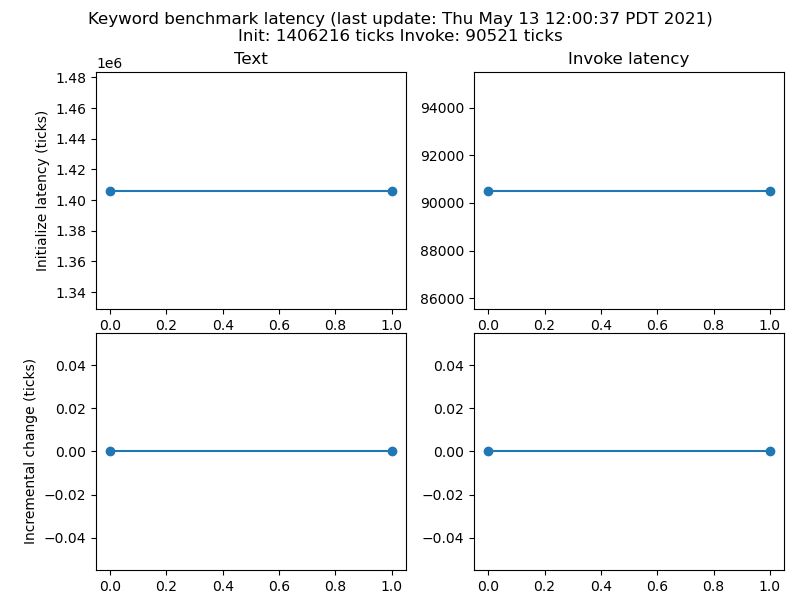 Keyword benchmark latency (last update: Thu May 13 12:00:37 PDT 2021)
Init: 1406216 ticks Invoke: 90521 ticks
Text
1e6
1.48
1.46
1.44
1.42
1.40
1.38
1.36
1.34
Initialize latency (ticks)
0.0 0.2 0.4 0.6 0.8 1.0
Invoke latency
94000
92000
90000
88000
86000
0.0 0.2 0.4 0.6 0.8 1.0
0.04
0.02
0.00
−0.02
−0.04
Incremental change (ticks)
0.0 0.2 0.4 0.6 0.8 1.0
0.04
0.02
0.00
−0.02
−0.04
0.0 0.2 0.4 0.6 0.8 1.0